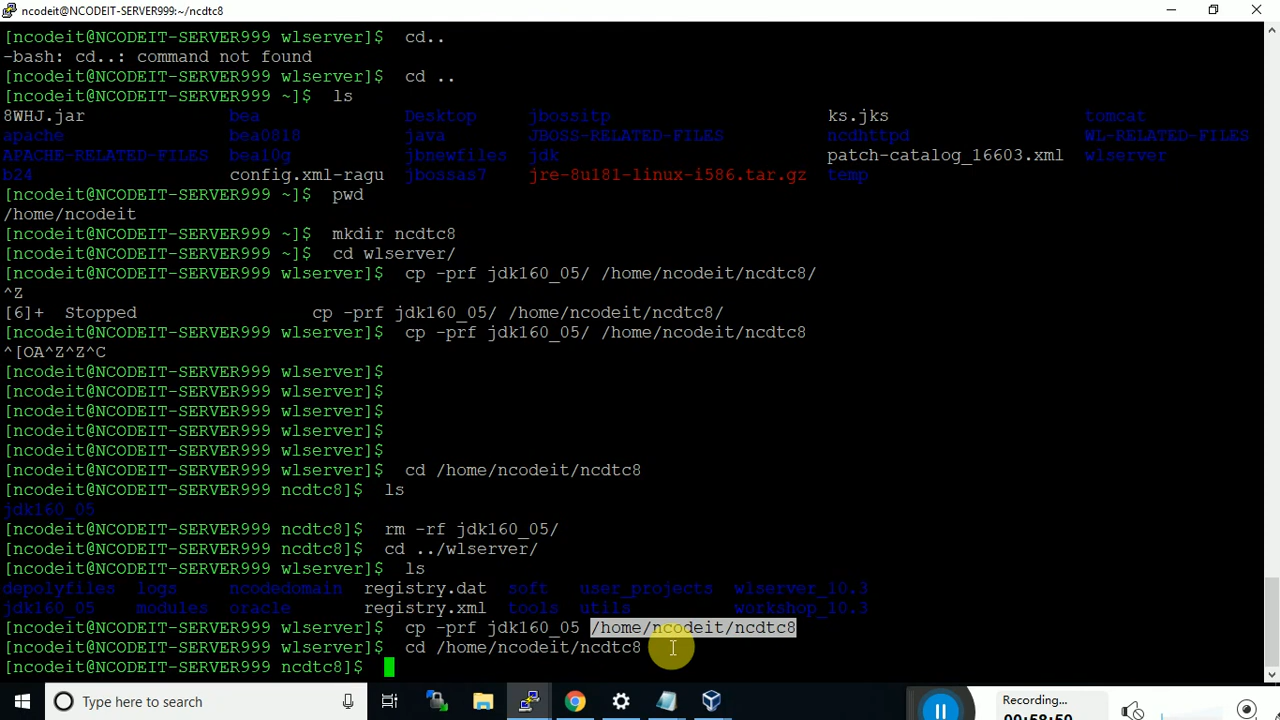 ncodeit@NCODEIT-SERVER999:~/ncdtc8
[ncodeit@NCODEIT-SERVER999 wlserver]$ cd..
-bash: cd..: command not found
[ncodeit@NCODEIT-SERVER999 wlserver]$ cd ..
[ncodeit@NCODEIT-SERVER999 ~]$ ls
8WHJ.jar bea Desktop jbossitp ks.jks tomcat
apache bea0818 java JBOSS-RELATED-FILES ncdhttpd WL-RELATED-FILES
APACHE-RELATED-FILES bea10g jbnewfiles jdk patch-catalog_16603.xml wlserver
b24 config.xml-ragu jbossas7 jre-8u181-linux-i586.tar.gz temp
[ncodeit@NCODEIT-SERVER999 ~]$ pwd
/home/ncodeit
[ncodeit@NCODEIT-SERVER999 ~]$ mkdir ncdtc8
[ncodeit@NCODEIT-SERVER999 ~]$ cd wlserver/
[ncodeit@NCODEIT-SERVER999 wlserver]$ cp -prf jdk160_05/ /home/ncodeit/ncdtc8/
^Z
[6]+ Stopped cp -prf jdk160_05/ /home/ncodeit/ncdtc8/
[ncodeit@NCODEIT-SERVER999 wlserver]$ cp -prf jdk160_05/ /home/ncodeit/ncdtc8
^[OA^Z^Z^C
[ncodeit@NCODEIT-SERVER999 wlserver]$
[ncodeit@NCODEIT-SERVER999 wlserver]$
[ncodeit@NCODEIT-SERVER999 wlserver]$
[ncodeit@NCODEIT-SERVER999 wlserver]$
[ncodeit@NCODEIT-SERVER999 wlserver]$
[ncodeit@NCODEIT-SERVER999 wlserver]$ cd /home/ncodeit/ncdtc8
[ncodeit@NCODEIT-SERVER999 ncdtc8]$ ls
jdk160_05
[ncodeit@NCODEIT-SERVER999 ncdtc8]$ rm -rf jdk160_05/
[ncodeit@NCODEIT-SERVER999 ncdtc8]$ cd ../wlserver/
[ncodeit@NCODEIT-SERVER999 wlserver]$ ls
depolyfiles logs ncodedomain registry.dat soft user_projects wlserver_10.3
jdk160_05 modules oracle registry.xml tools utils workshop_10.3
[ncodeit@NCODEIT-SERVER999 wlserver]$ cp -prf jdk160_05 /home/ncodeit/ncdtc8
[ncodeit@NCODEIT-SERVER999 wlserver]$ cd /home/ncodeit/ncdtc8
[ncodeit@NCODEIT-SERVER999 ncdtc8]$
Type here to search
Recording...
00:58:59